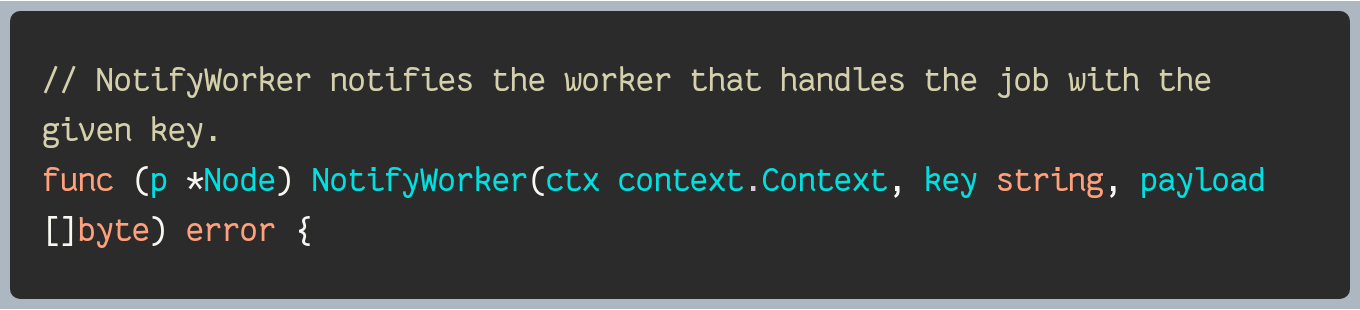 // NotifyWorker notifies the worker that handles the job with the
given key.
func (p *Node) NotifyWorker(ctx context.Context, key string, payload
[]byte) error {